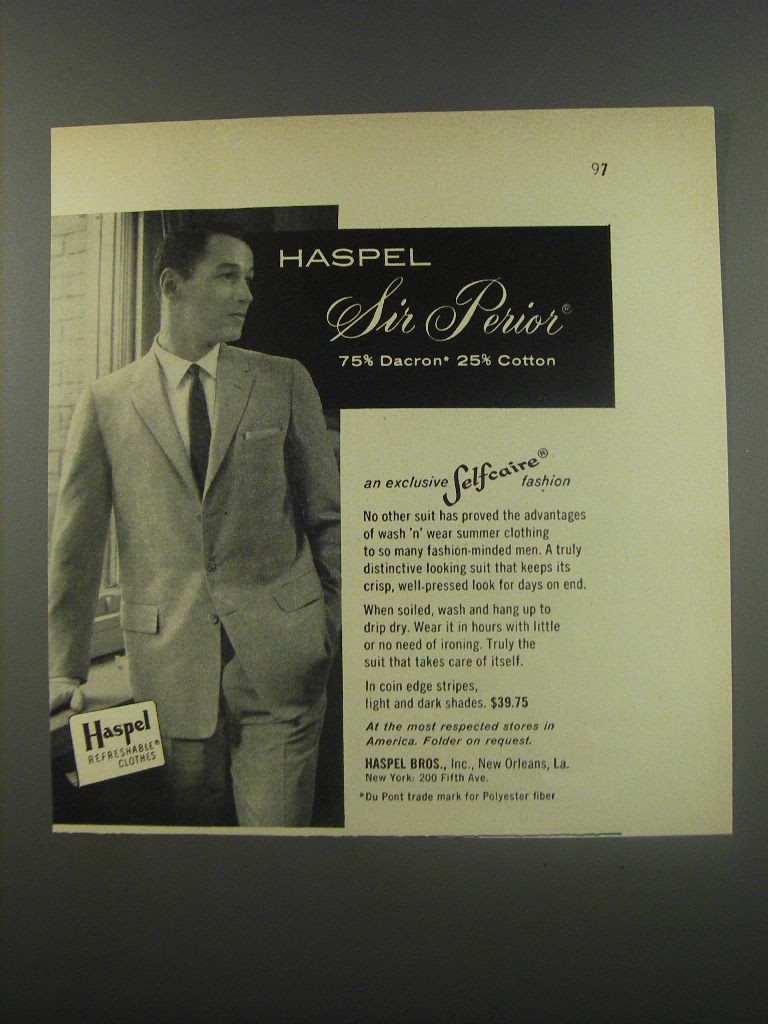 97
HASPEL
Sir Perior®
75% Dacron* 25% Cotton
an exclusive Selfcaire® fashion
No other suit has proved the advantages
of wash 'n' wear summer clothing
to so many fashion-minded men. A truly
distinctive looking suit that keeps its
crisp, well-pressed look for days on end.
When soiled, wash and hang up to
drip dry. Wear it in hours with little
or no need of ironing. Truly the
suit that takes care of itself.
In coin edge stripes,
light and dark shades. $39.75
At the most respected stores in
America. Folder on request.
HASPEL BROS., Inc., New Orleans, La.
New York: 200 Fifth Ave.
*Du Pont trade mark for Polyester fiber
Haspel
REFRESHABLE®
CLOTHES